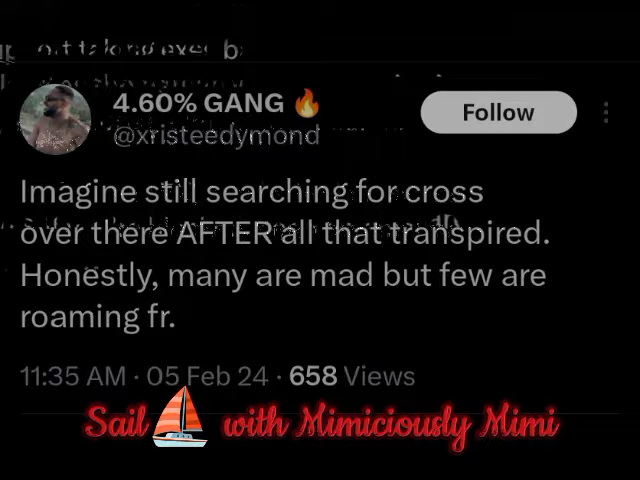 4.60% GANG 🔥
Follow
@xristeedymond
Imagine still searching for cross
over there AFTER all that transpired.
Honestly, many are mad but few are
roaming fr.
11:35 AM · 05 Feb 24 · 658 Views
Sail⛵ with Mimiciously Mimi